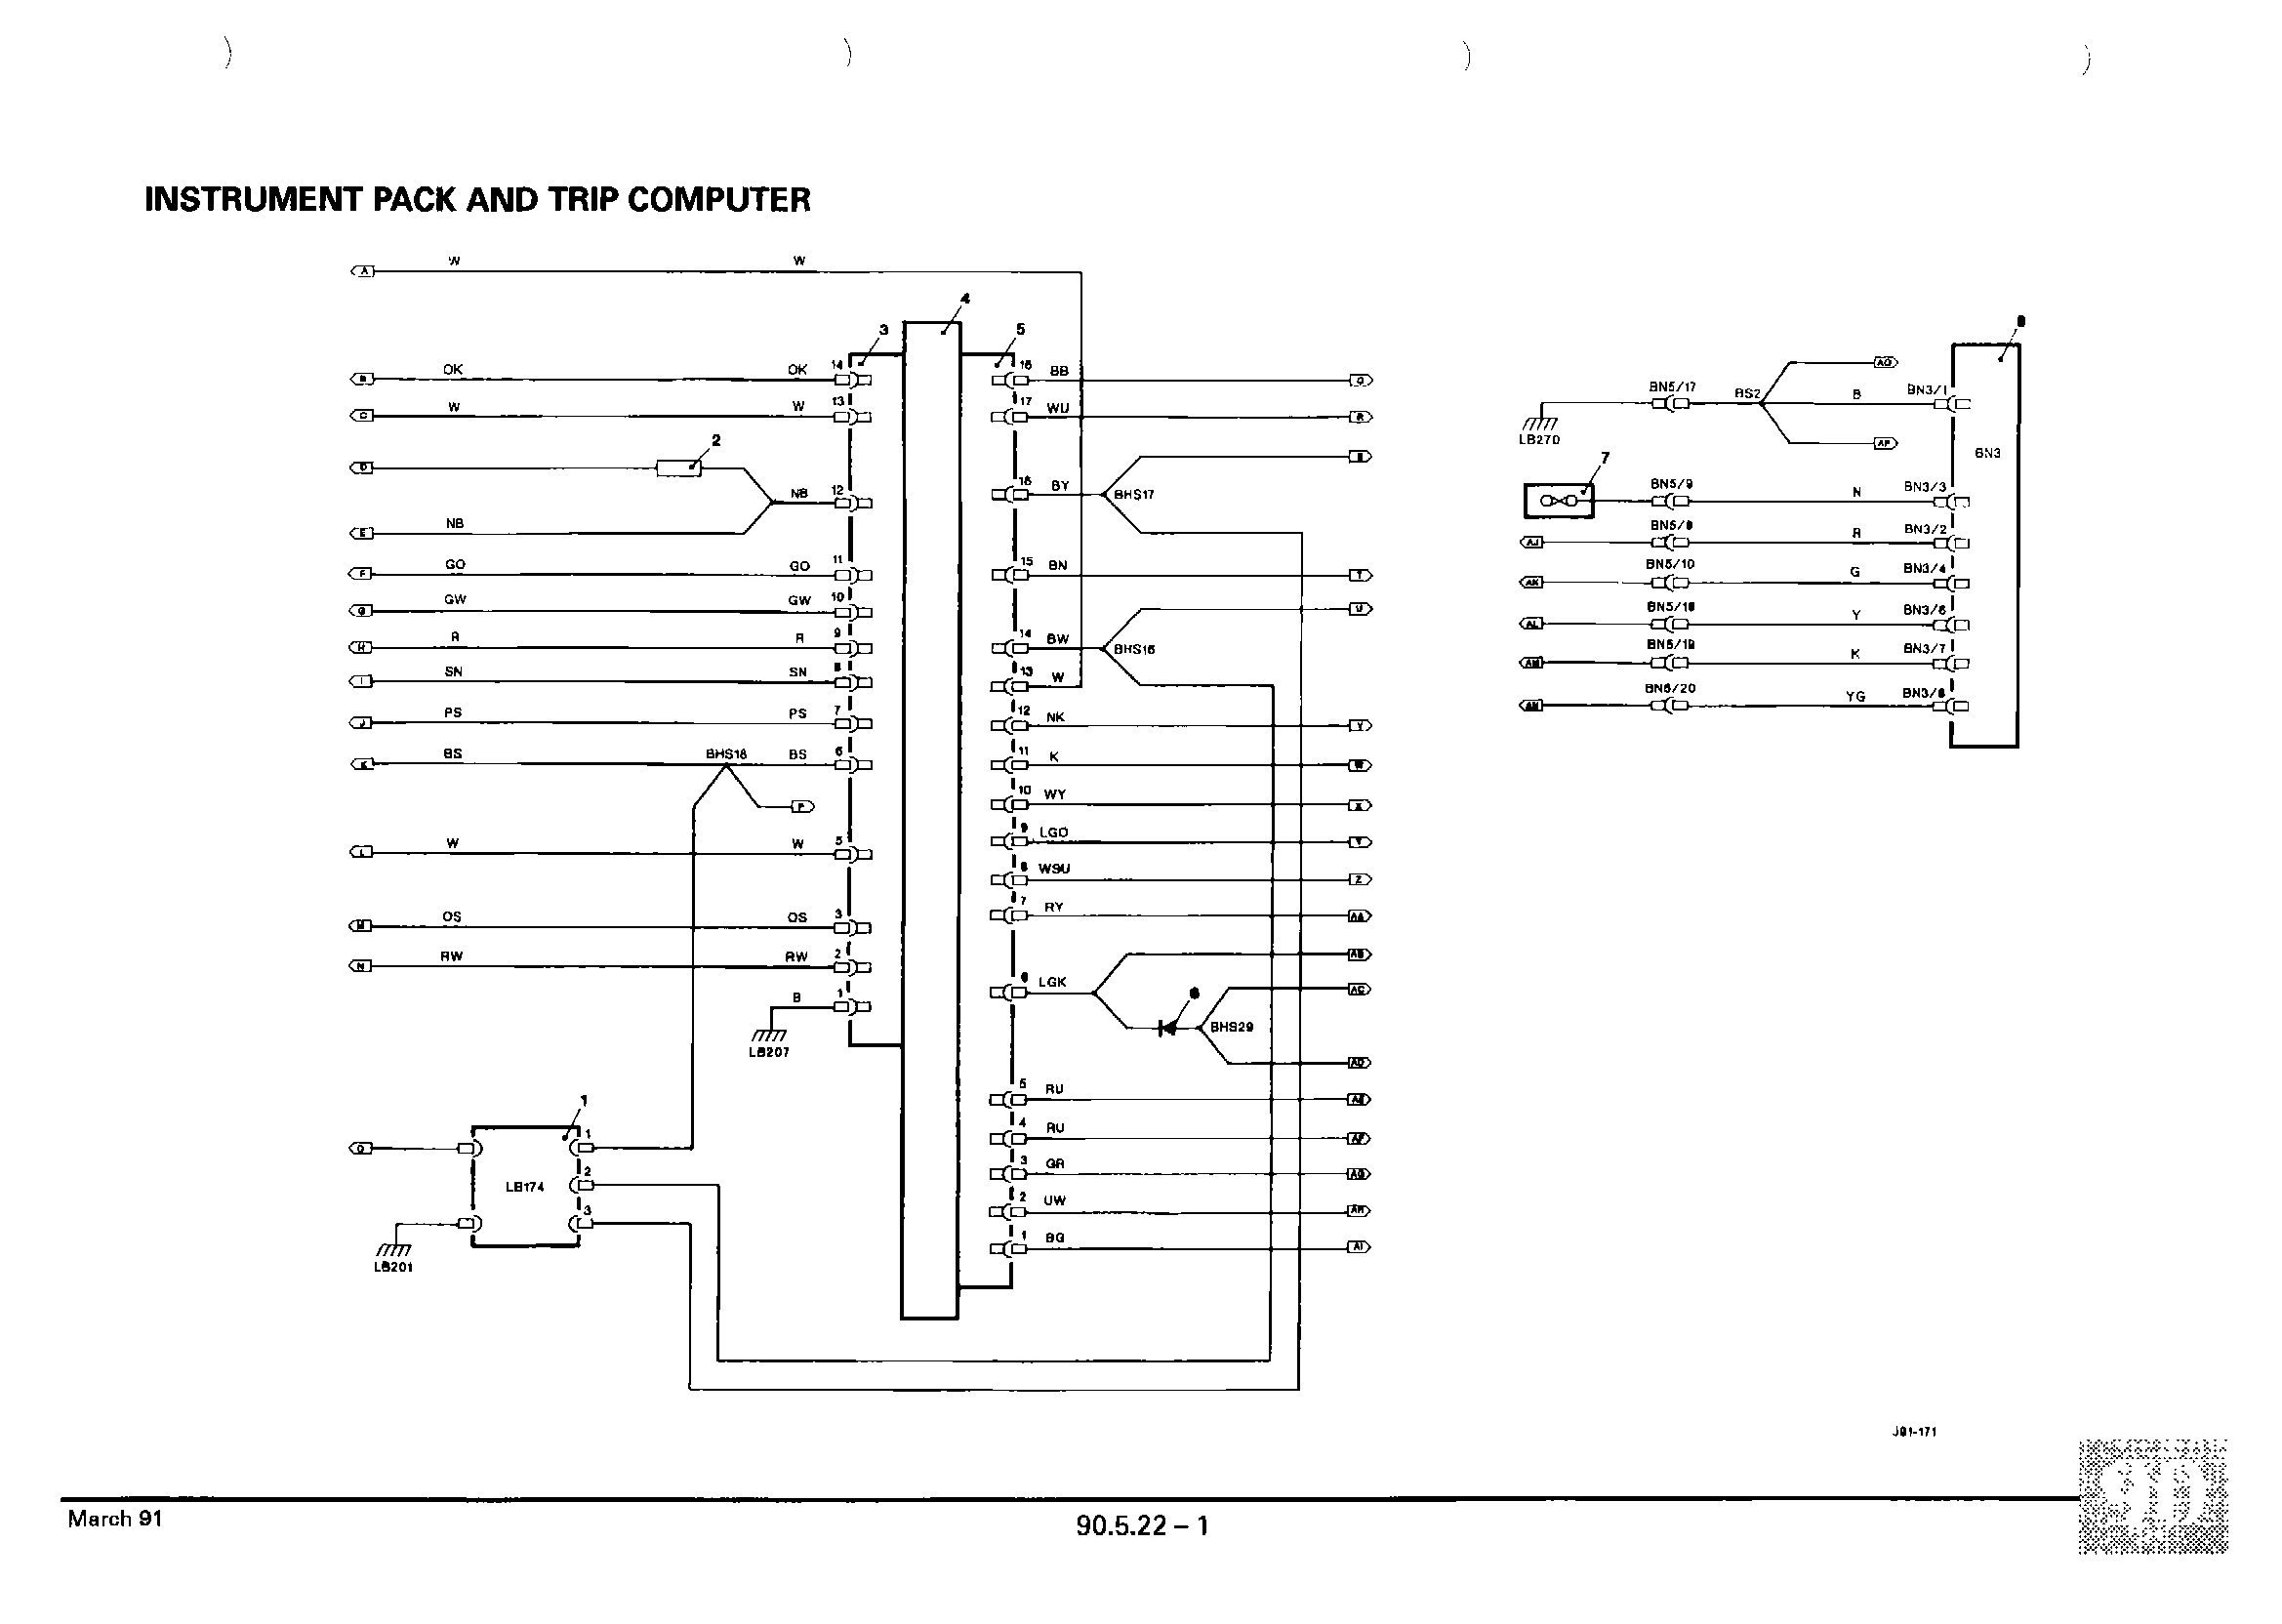 INSTRUMENT PACK AND TRIP COMPUTER
A W W
4
3 5
OK OK 14
16 BB
C W W 13
17 WU R
D 2
NB 12
16 BY BHS17
E NB
F GO GO 11
15 BN T
G GW GW 10
U
H R R 9
14 BW BHS16
I SN SN 8
13 W
J PS PS 7
12 NK
K BS BHS18 BS 6
11 K W
P
10 WY X
L W W 5
9 LGO Y
8 WSU Z
M OS OS 3
7 RY AA
N RW RW 2
AB
B 1
6 LGK 6 AC
LB207
BHS29
AD
5 RU AE
4 RU AF
3 GR AG
2 UW AH
1 BG AI
1
O 1
LB174 2
3
LB201
8
AO
BN5/17 BS2 B BN3/1
LB270
AP
BN3
7
BN5/9 N BN3/3
AJ BN5/8 R BN3/2
AK BN5/10 G BN3/4
AL BN5/18 Y BN3/6
AM BN5/19 K BN3/7
AN YG
J91-171
March 91
90.5.22 – 1